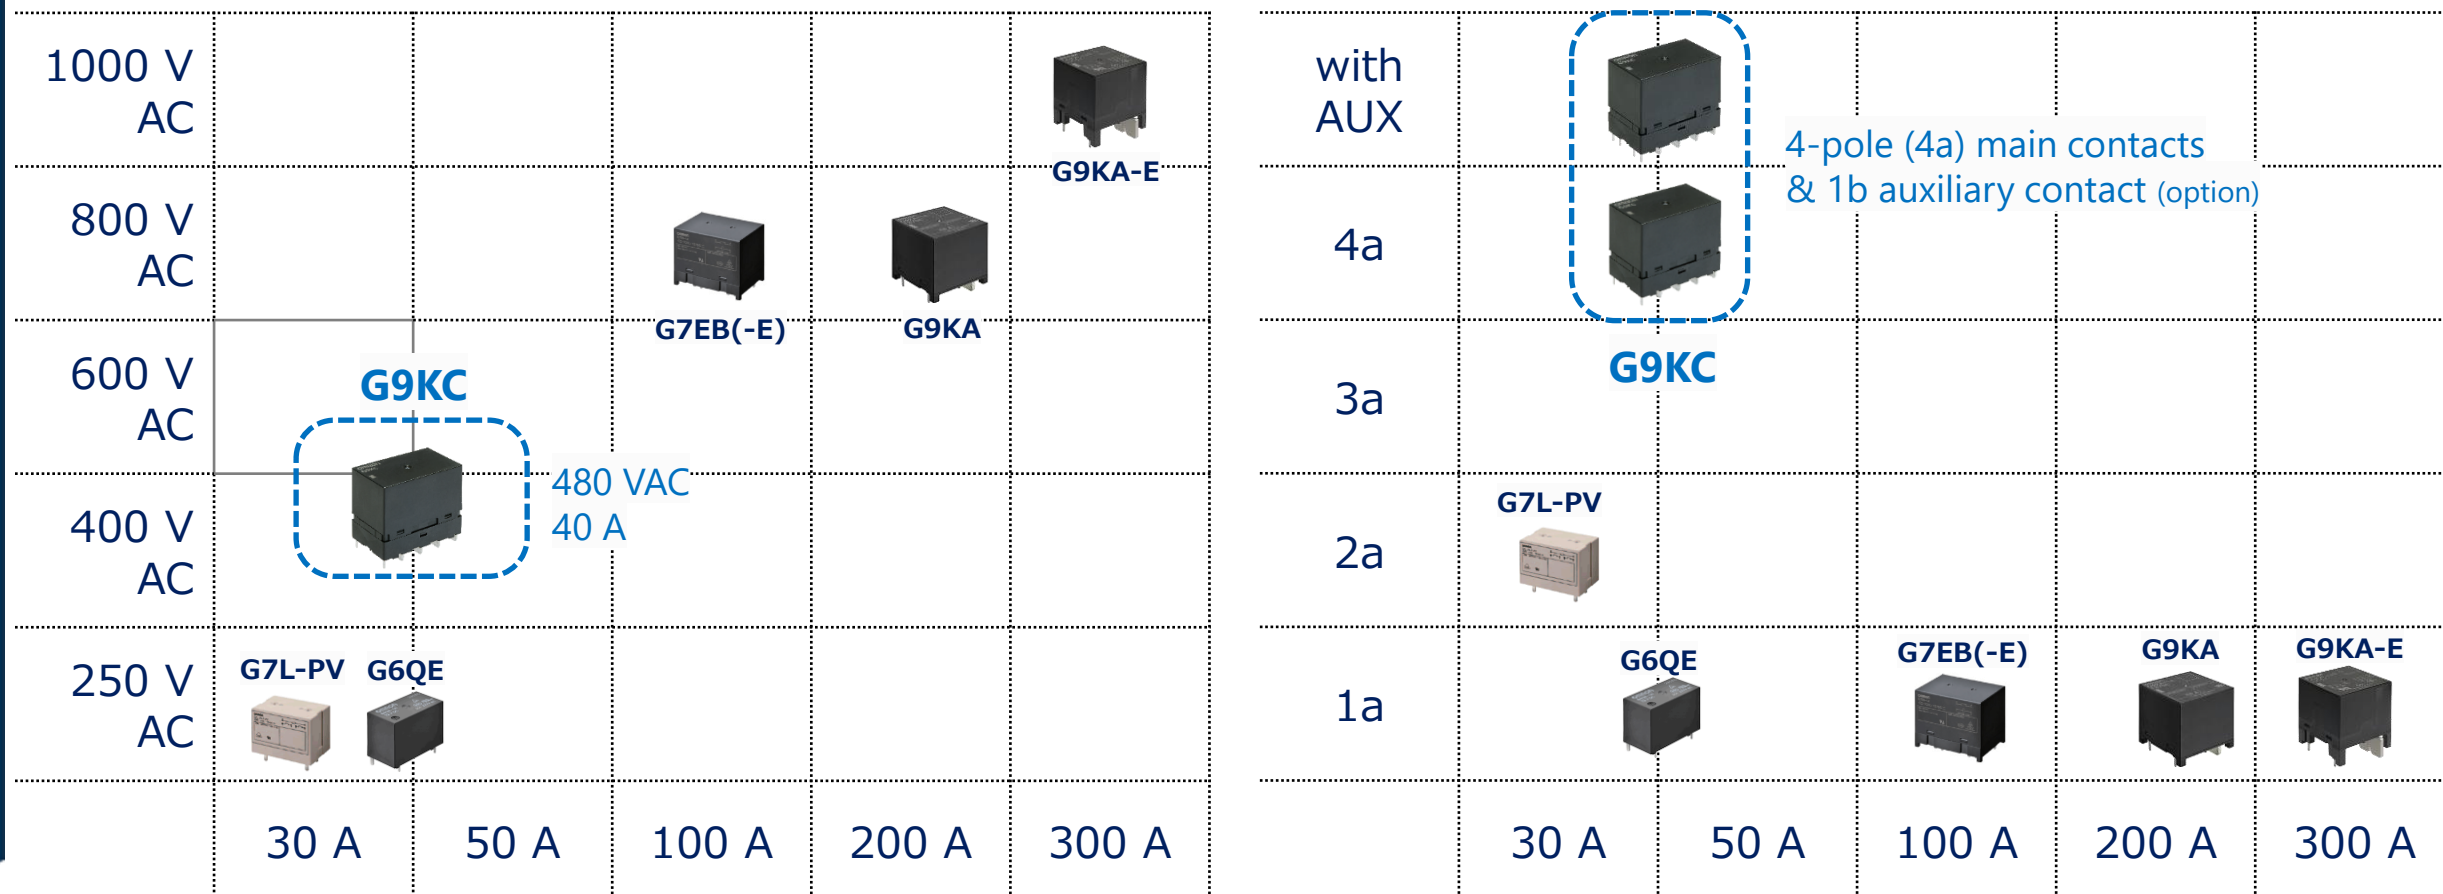 1000 V
AC
G9KA-E
800 V
AC
G7EB(-E)
G9KA
600 V
AC
G9KC
480 VAC
40 A
400 V
AC
250 V
AC
G7L-PV
G6QE
30 A
50 A
100 A
200 A
300 A
with
AUX
4-pole (4a) main contacts
& 1b auxiliary contact (option)
4a
G9KC
3a
G7L-PV
2a
G6QE
G7EB(-E)
G9KA
G9KA-E
1a
30 A
50 A
100 A
200 A
300 A